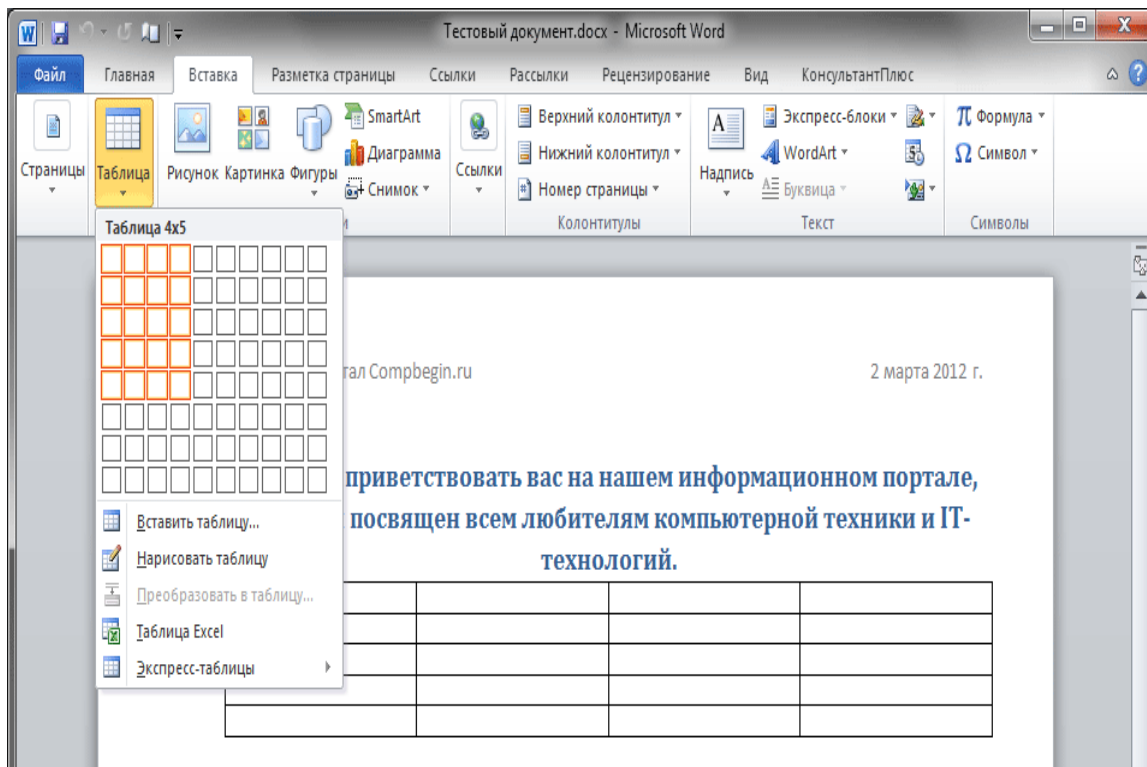 Тестовый документ.docx - Microsoft Word
Файл Главная Вставка Разметка страницы Ссылки Рассылки Рецензирование Вид КонсультантПлюс
Страницы
Таблица
Рисунок Картинка Фигуры
SmartArt
Диаграмма
Снимок
Ссылки
Верхний колонтитул
Нижний колонтитул
Номер страницы
Колонтитулы
Надпись
Экспресс-блоки
WordArt
Буквица
Текст
π Формула
Ω Символ
Символы
Таблица 4x5
Вставить таблицу...
Нарисовать таблицу
Преобразовать в таблицу...
Таблица Excel
Экспресс-таблицы
Compbegin.ru 2 марта 2012 г.
приветствовать вас на нашем информационном портале,
посвящен всем любителям компьютерной техники и IT-
технологий.